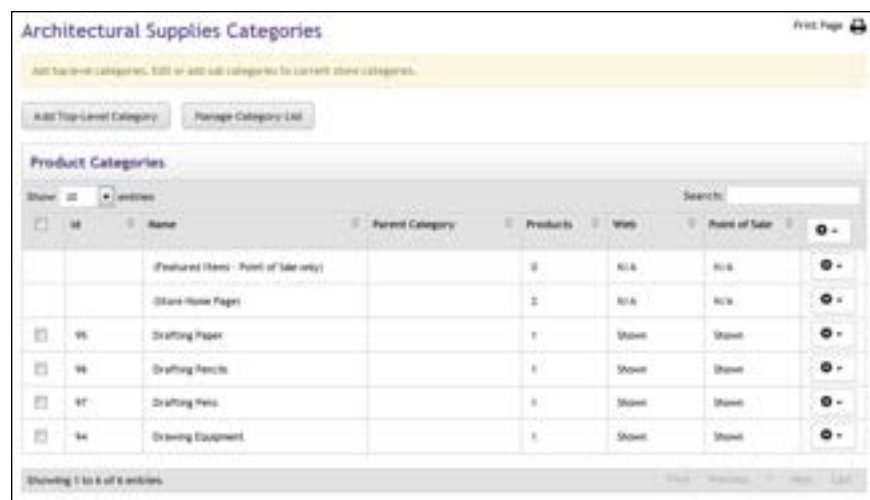 Architectural Supplies Categories
Print Page
Add top-level categories. Edit or add sub categories to current store categories.
Add Top-Level Category
Manage Category List
Product Categories
Show 10 entries
Search:
Id Name Parent Category Products Web Point of Sale
(Featured Items - Point of Sale only) 0 N/A N/A
(Store Home Page) 2 N/A N/A
95 Drafting Paper 1 Shown Shown
96 Drafting Pencils 1 Shown Shown
97 Drafting Pens 1 Shown Shown
94 Drawing Equipment 1 Shown Shown
Showing 1 to 6 of 6 entries
First Previous 1 Next Last